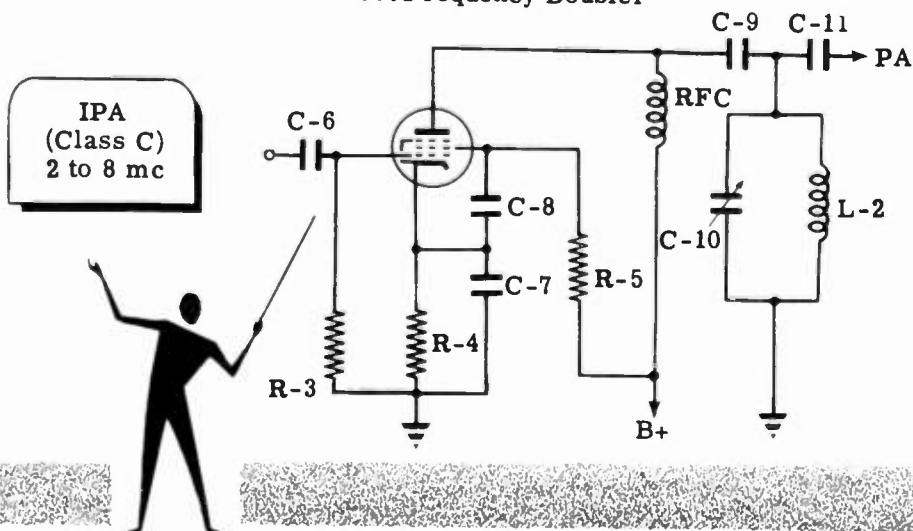 Frequency Doubler
C-9
C-11
PA
RFC
IPA
(Class C)
2 to 8 mc
C-6
C-8
L-2
C-10
C-7
R-5
R-4
R-3
B+